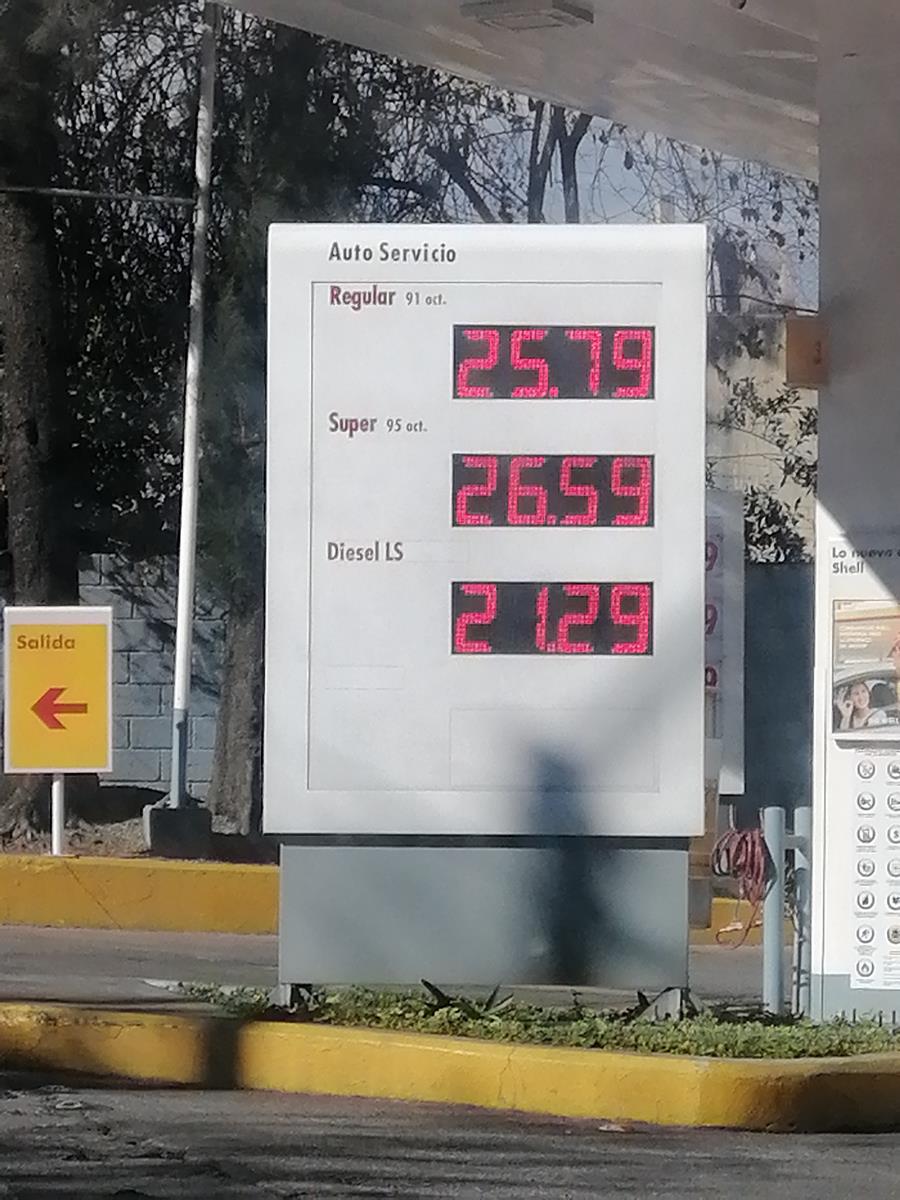 Auto Servicio
Regular 91 oct.
25.79
Super 95 oct.
26.59
Diesel LS
21.29
Salida
Lo nuevo
Shell